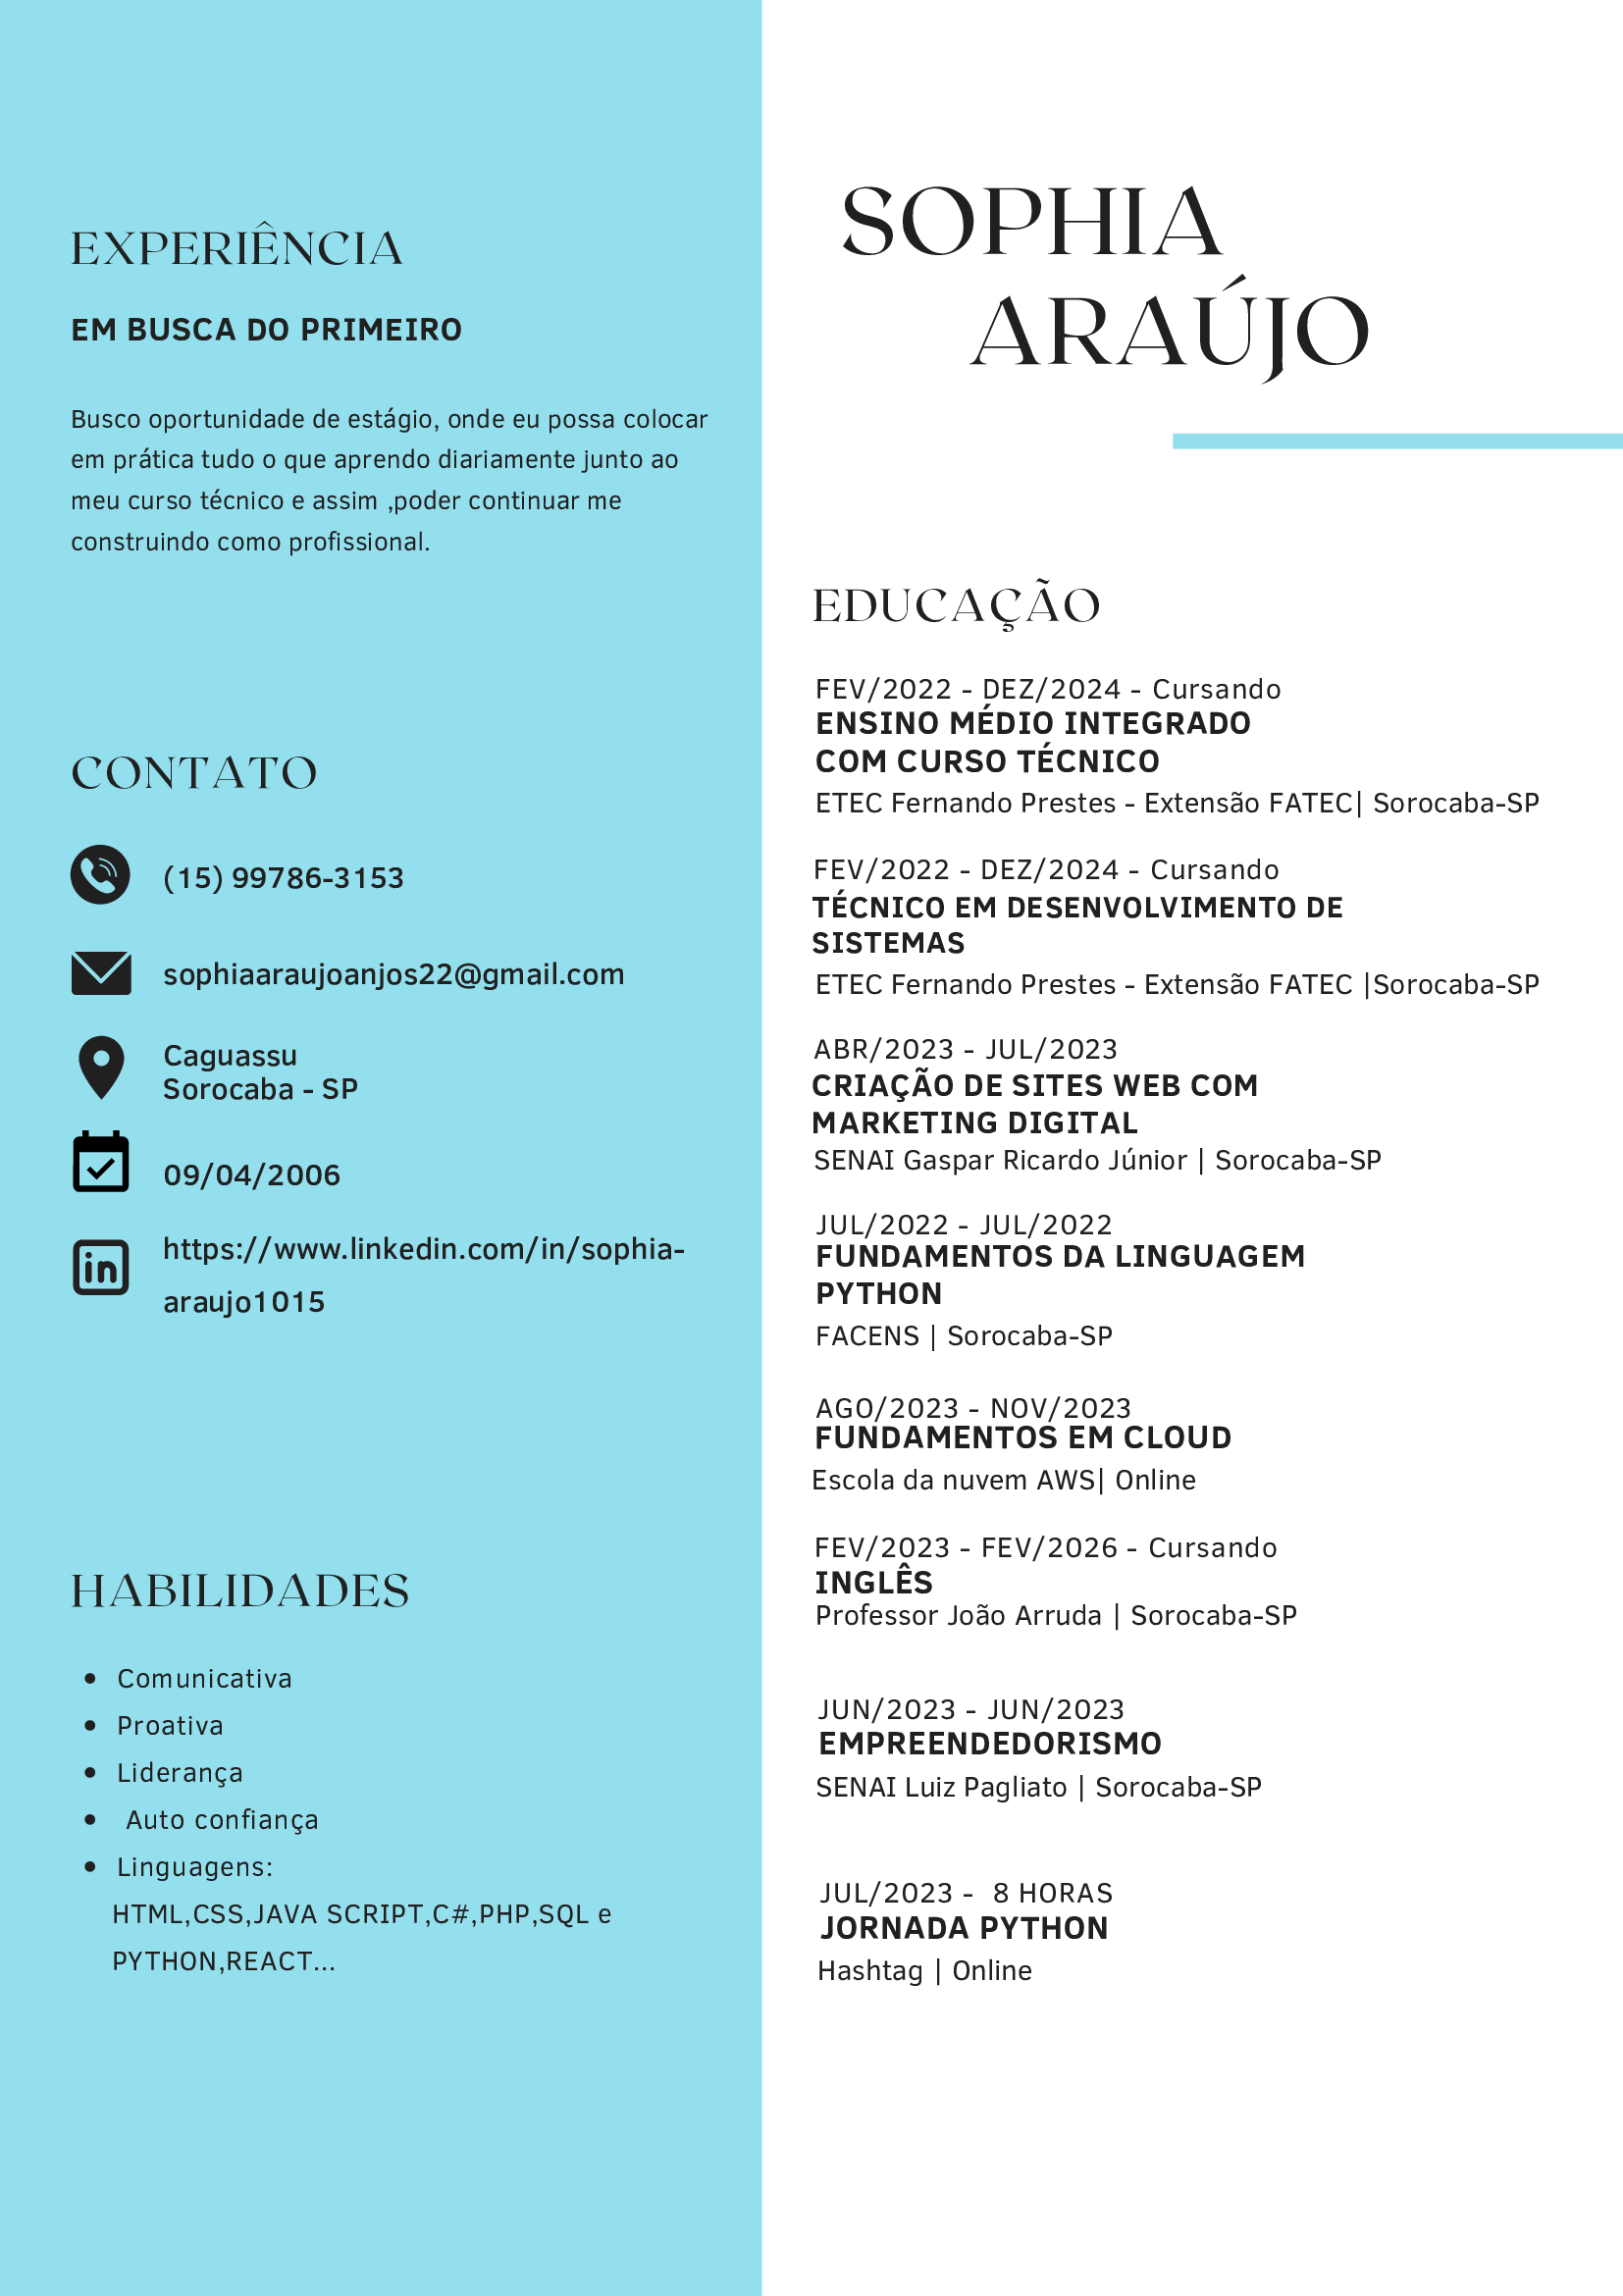 EXPERIÊNCIA
EM BUSCA DO PRIMEIRO
Busco oportunidade de estágio, onde eu possa colocar
em prática tudo o que aprendo diariamente junto ao
meu curso técnico e assim ,poder continuar me
construindo como profissional.
CONTATO
(15) 99786-3153
sophiaaraujoanjos22@gmail.com
Caguassu
Sorocaba - SP
09/04/2006
https://www.linkedin.com/in/sophia-
araujo1015
HABILIDADES
• Comunicativa
• Proativa
• Liderança
• Auto confiança
• Linguagens:
HTML,CSS,JAVA SCRIPT,C#,PHP,SQL e
PYTHON,REACT...
SOPHIA
ARAÚJO
EDUCAÇÃO
FEV/2022 - DEZ/2024 - Cursando
ENSINO MÉDIO INTEGRADO
COM CURSO TÉCNICO
ETEC Fernando Prestes - Extensão FATEC| Sorocaba-SP
FEV/2022 - DEZ/2024 - Cursando
TÉCNICO EM DESENVOLVIMENTO DE
SISTEMAS
ETEC Fernando Prestes - Extensão FATEC |Sorocaba-SP
ABR/2023 - JUL/2023
CRIAÇÃO DE SITES WEB COM
MARKETING DIGITAL
SENAI Gaspar Ricardo Júnior | Sorocaba-SP
JUL/2022 - JUL/2022
FUNDAMENTOS DA LINGUAGEM
PYTHON
FACENS | Sorocaba-SP
AGO/2023 - NOV/2023
FUNDAMENTOS EM CLOUD
Escola da nuvem AWS| Online
FEV/2023 - FEV/2026 - Cursando
INGLÊS
Professor João Arruda | Sorocaba-SP
JUN/2023 - JUN/2023
EMPREENDEDORISMO
SENAI Luiz Pagliato | Sorocaba-SP
JUL/2023 - 8 HORAS
JORNADA PYTHON
Hashtag | Online